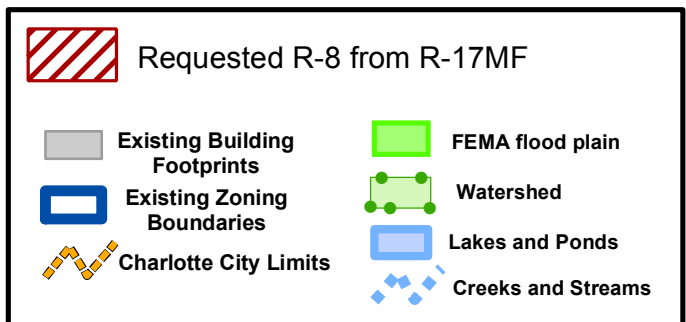 Requested R-8 from R-17MF
Existing Building
Footprints
Existing Zoning
Boundaries
Charlotte City Limits
FEMA flood plain
Watershed
Lakes and Ponds
Creeks and Streams